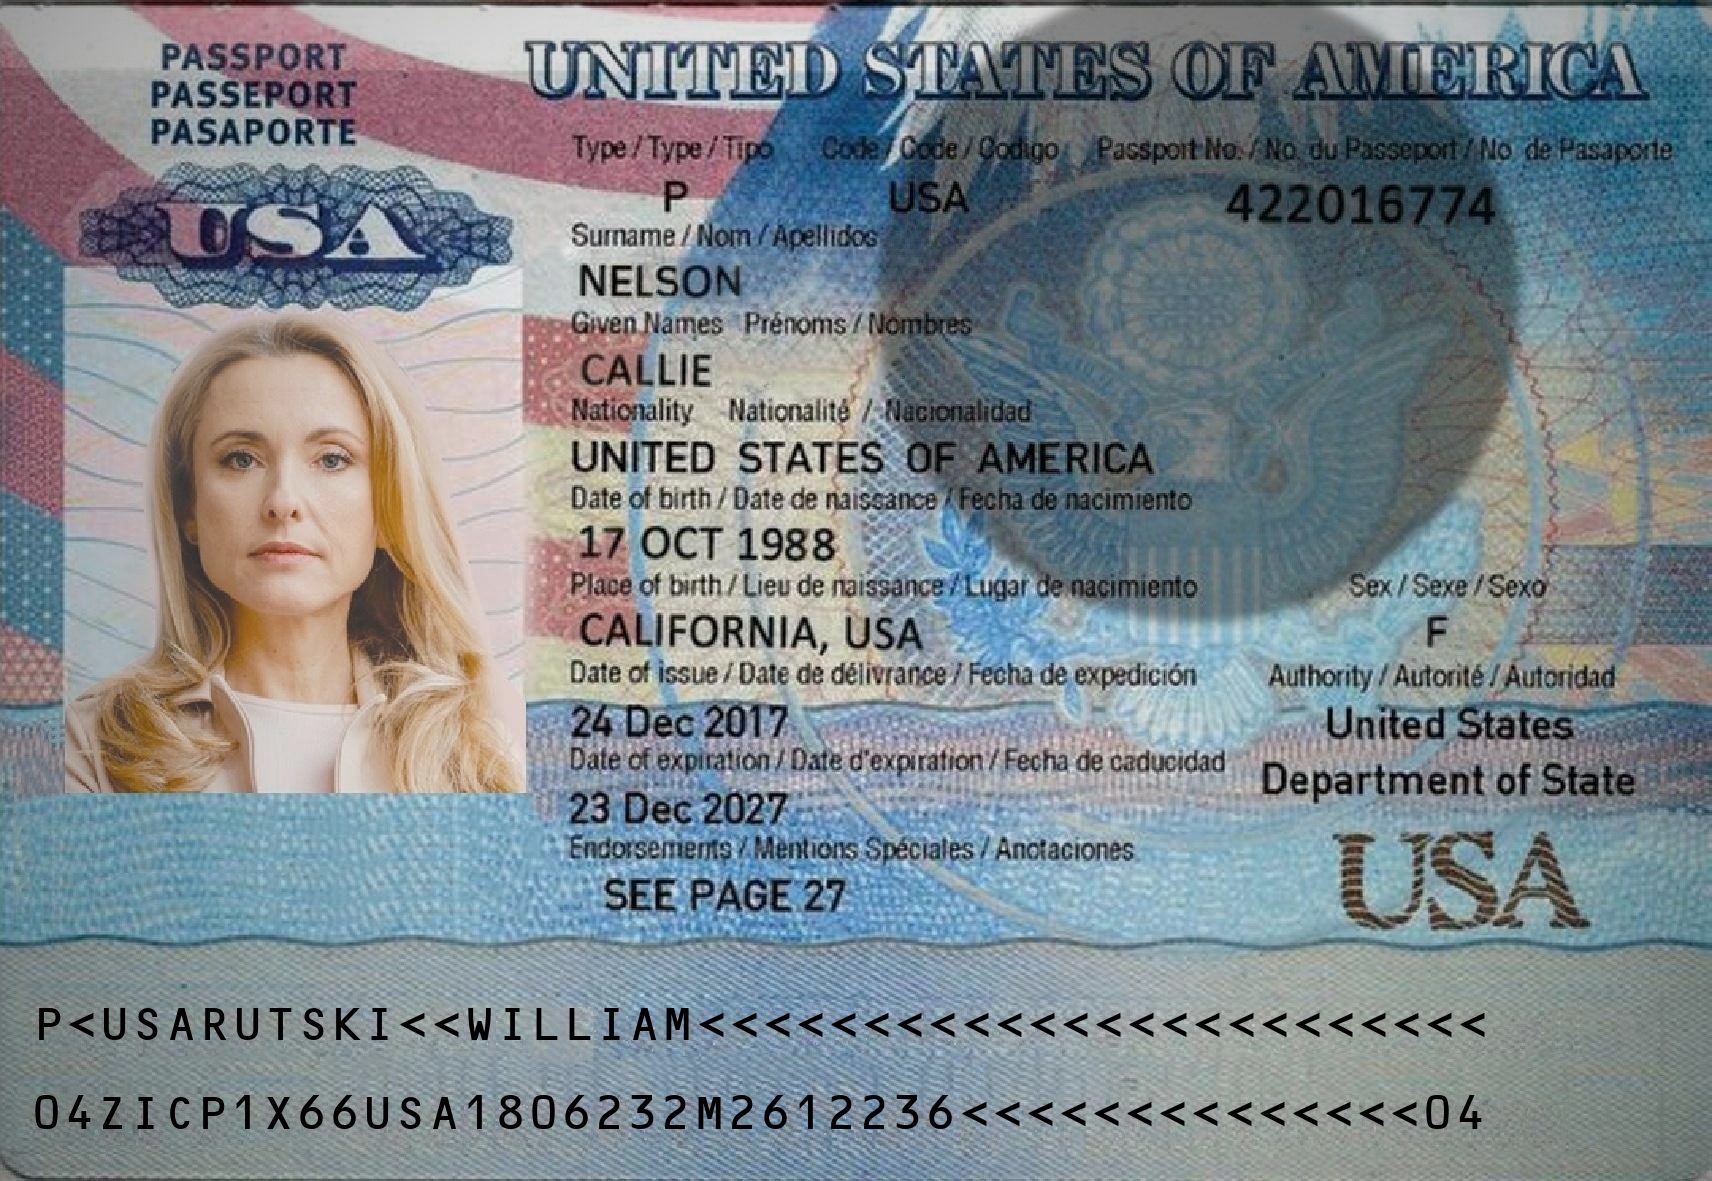 PASSPORT
PASSEPORT
PASAPORTE
USA
UNITED STATES OF AMERICA
Type / Type / Tipo Code / Code / Codigo Passport No. / No. du Passeport / No de Pasaporte
P USA 422016774
Surname / Nom / Apellidos
NELSON
Given Names Prénoms / Nombres
CALLIE
Nationality Nationalité / Nacionalidad
UNITED STATES OF AMERICA
Date of birth / Date de naissance / Fecha de nacimiento
17 OCT 1988
Place of birth / Lieu de naissance / Lugar de nacimiento Sex / Sexe / Sexo
CALIFORNIA, USA F
Date of issue / Date de délivrance / Fecha de expedición Authority / Autorité / Autoridad
24 Dec 2017 United States
Date of expiration / Date d'expiration / Fecha de caducidad
Department of State
23 Dec 2027
Endorsements / Mentions Spéciales / Anotaciones
SEE PAGE 27
USA
P<USARUTSKI<<WILLIAM<<<<<<<<<<<<<<<<<<<<<<<<
04ZICP1X66USA1806232M2612236<<<<<<<<<<<<<<04